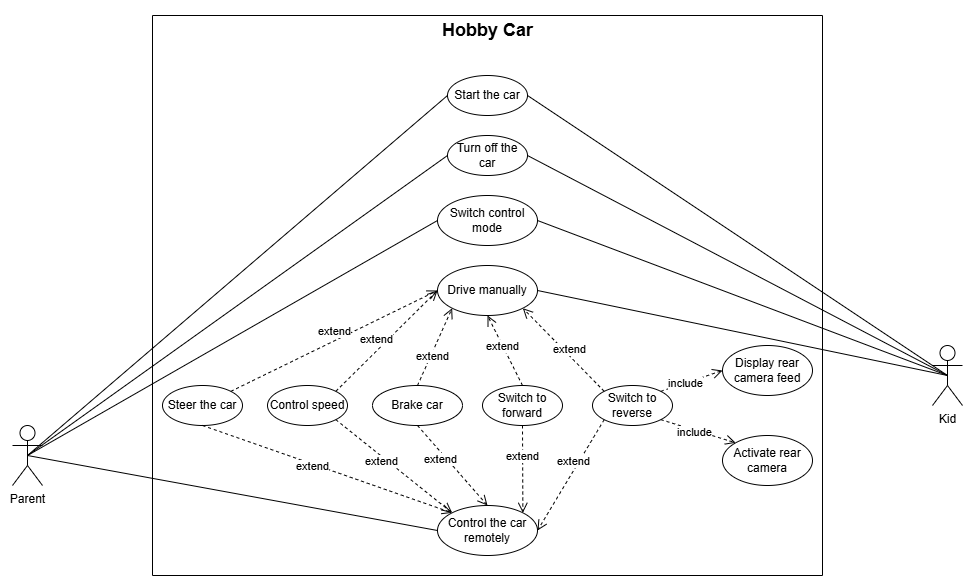 Hobby Car
Start the car
Turn off the
car
Switch control
mode
Drive manually
extend
extend
extend
extend
extend
Display rear
camera feed
include
Steer the car
Control speed
Brake car
Switch to
forward
Switch to
reverse
Kid
include
Activate rear
camera
extend
extend
extend
extend
extend
Parent
Control the car
remotely